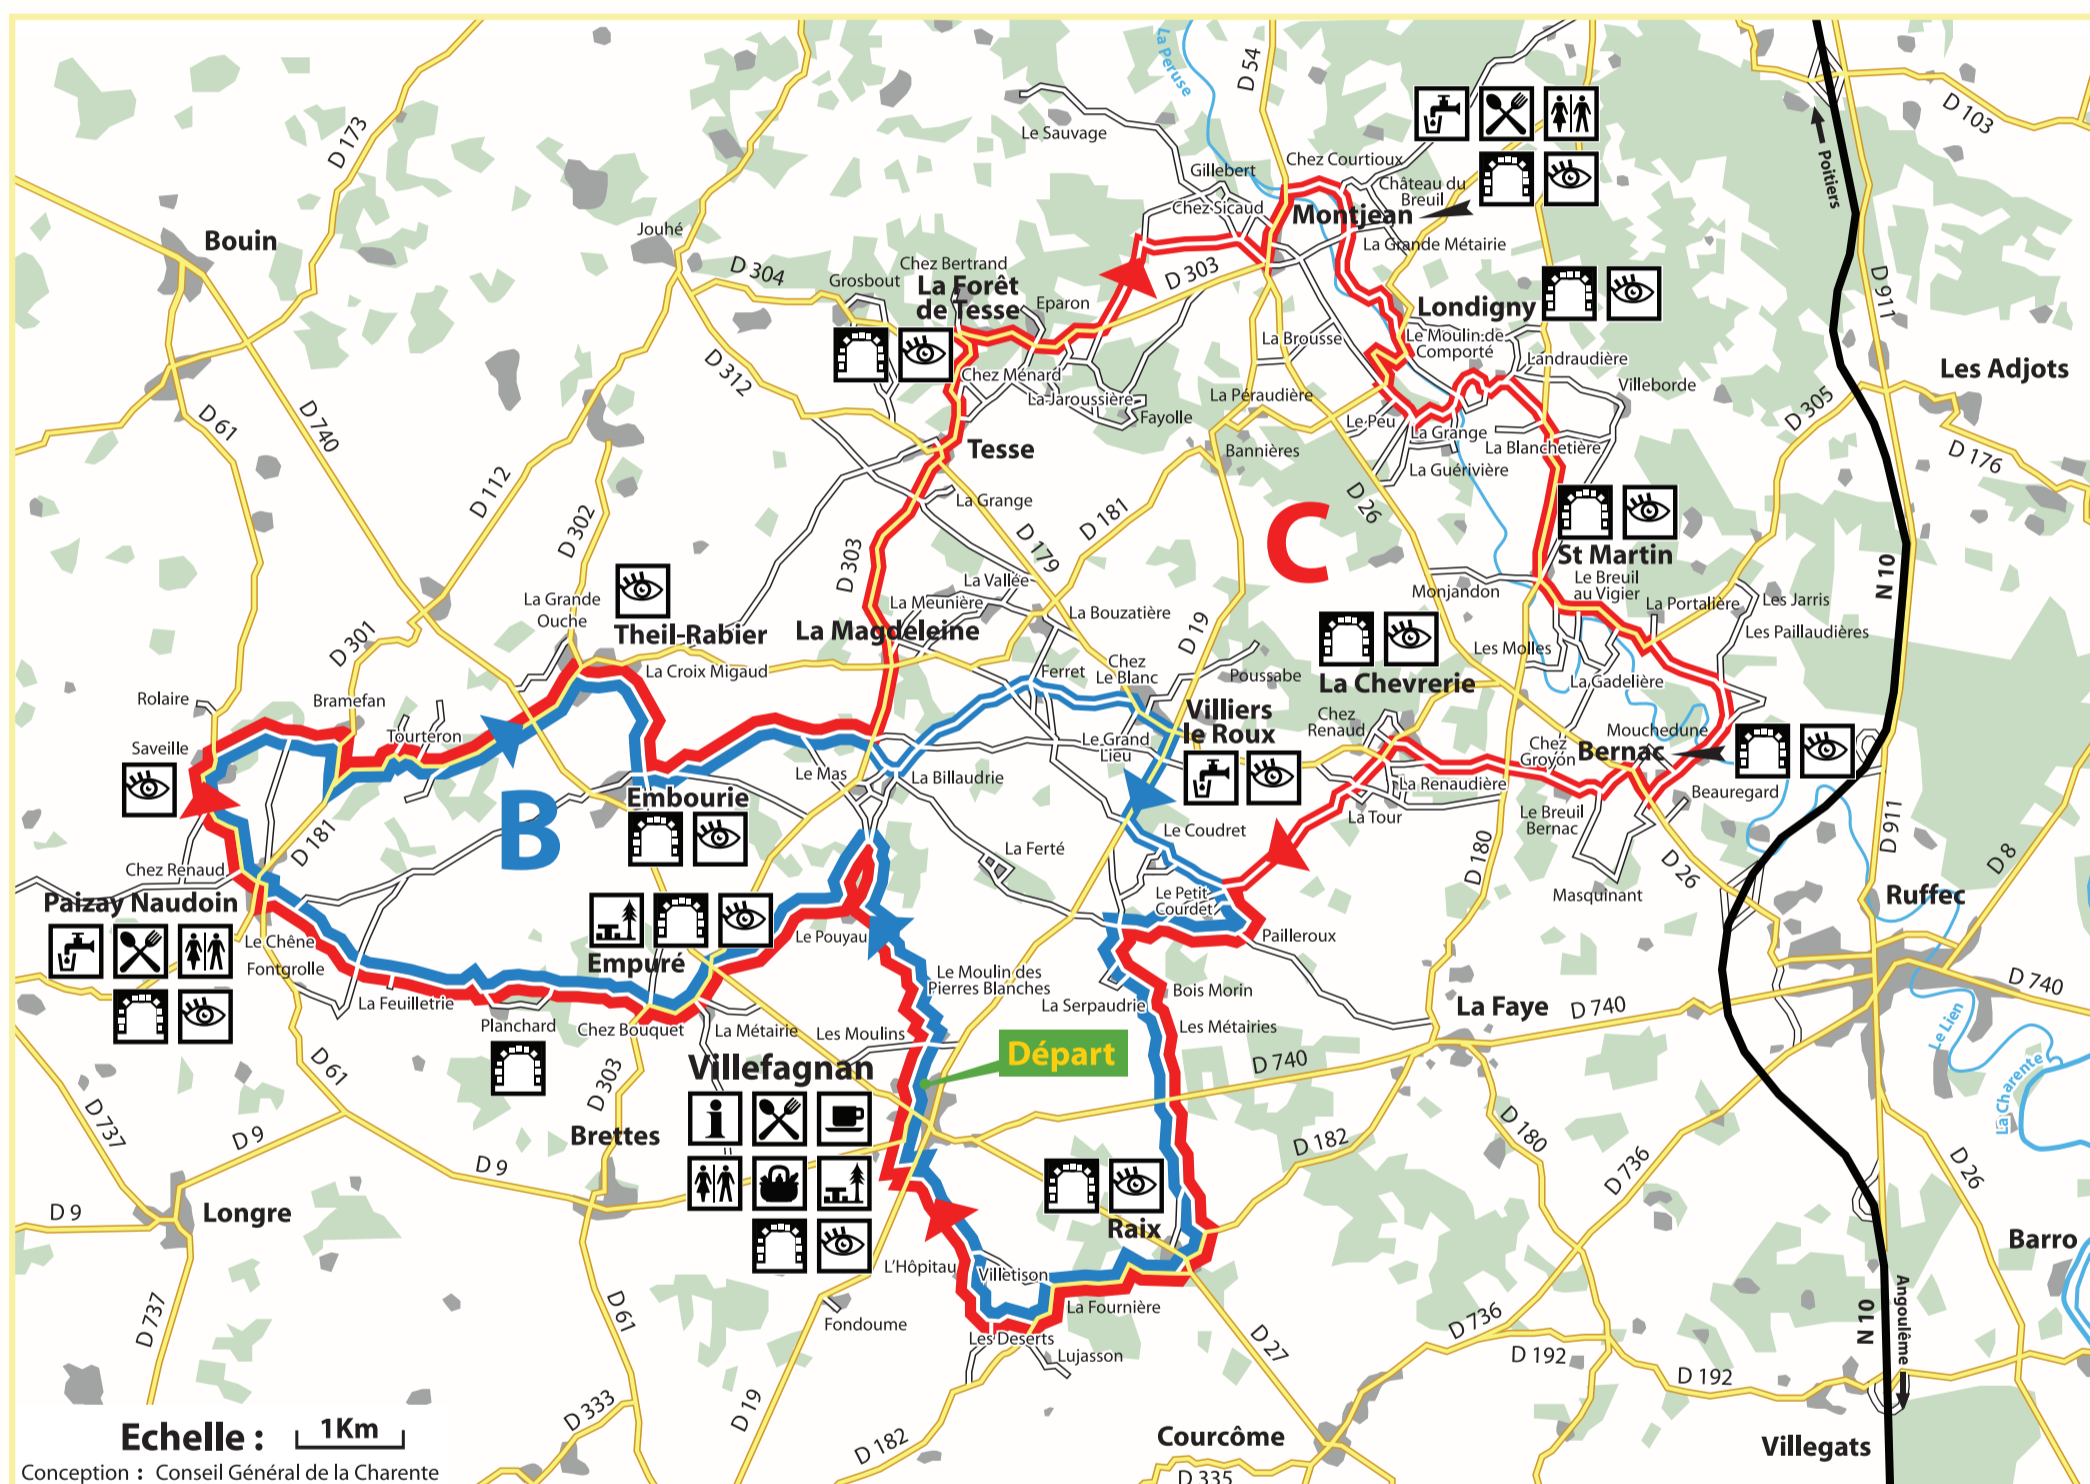 La Peruse
D 54
D 103
Poitiers
D 173
Le Sauvage
Chez Courtioux
Gillebert
Château du
Breuil
Chez Sicaud
Montjean
Bouin
Jouhé
La Grande Métairie
D 304
Chez Bertrand
Grosbout
La Forêt
de Tesse
Eparon
D 303
D 911
Londigny
La Brousse
Le Moulin de
Comporté
Landraudière
Les Adjots
D 312
Chez Ménard
Villeborde
La Jaroussière
La Péraudière
D 305
Fayolle
D 61
D 740
Le Peu
La Grange
La Blanchetière
Tesse
Bannières
D 176
La Guérivière
D 112
La Grange
D 26
D 302
D 181
C
D 179
D 303
St Martin
N 10
La Vallée
Le Breuil
au Vigier
La Grande
Ouche
La Meunière
Monjandon
La Portalière
Les Jarris
La Bouzatière
D 301
Theil-Rabier
La Magdeleine
D 19
Les Paillaudières
Les Molles
La Croix Migaud
Ferret
Chez
Le Blanc
Poussabe
La Chevrerie
La Gadelière
Rolaire
Bramefan
Villiers
le Roux
Chez
Renaud
Mouchedune
Saveille
Tourteron
Le Grand
Lieu
Chez
Groyon
Bernac
Le Mas
La Billaudrie
La Renaudière
Beauregard
Embourie
La Tour
Le Breuil
Bernac
B
D 181
Le Coudret
D 911
La Ferté
D 180
D 8
Chez Renaud
D 26
Le Petit
Courdet
Masquinant
Ruffec
Paizay Naudoin
Le Chêne
Le Pouyau
Pailleroux
Fontgrolle
Empuré
Le Moulin des
Pierres Blanches
D 740
La Feuilletrie
La Serpaudrie
Bois Morin
La Faye
D 740
Planchard
Chez Bouquet
La Métairie
Les Moulins
Les Métairies
Le Lien
Départ
D 740
Villefagnan
D 61
D 303
La Charente
D 737
D 9
Brettes
D 182
D 180
D 9
D 736
D 26
D 9
Longre
Raix
Barro
L'Hôpitau
Villetison
La Fournière
D 737
D 61
Fondoume
Les Deserts
Lujasson
D 27
D 736
N 10
Angoulême
D 192
D 192
D 333
D 19
D 182
Courcôme
Villegats
D 335
Echelle :
1Km
Conception : Conseil Général de la Charente